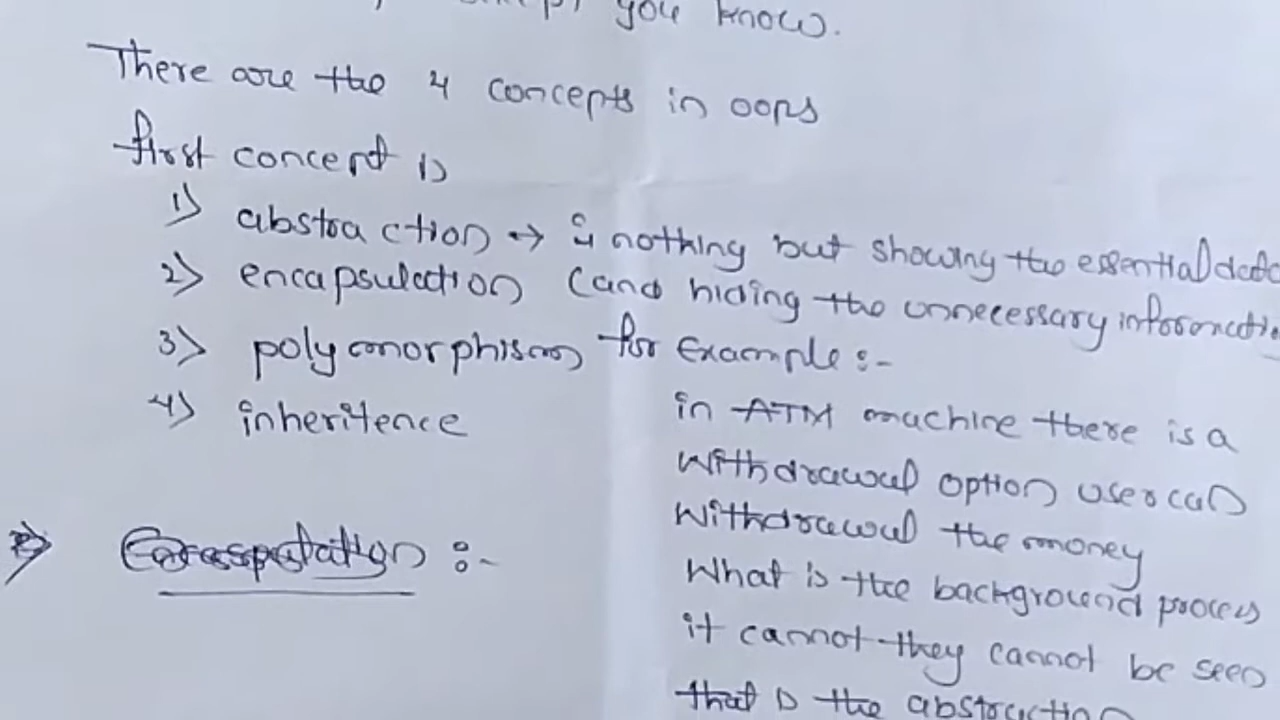 you know.
There are the 4 concepts in oops
first concept is
1) abstraction → is nothing but showing the essential data
2) encapsulation (and hiding the unnecessary informati
3) polymorphism for Example :-
4) inheritence
in ATM machine there is a
withdrawal option user can
withdrawal the money
What is the background process
it cannot they cannot be seen
that is the abstraction
:-